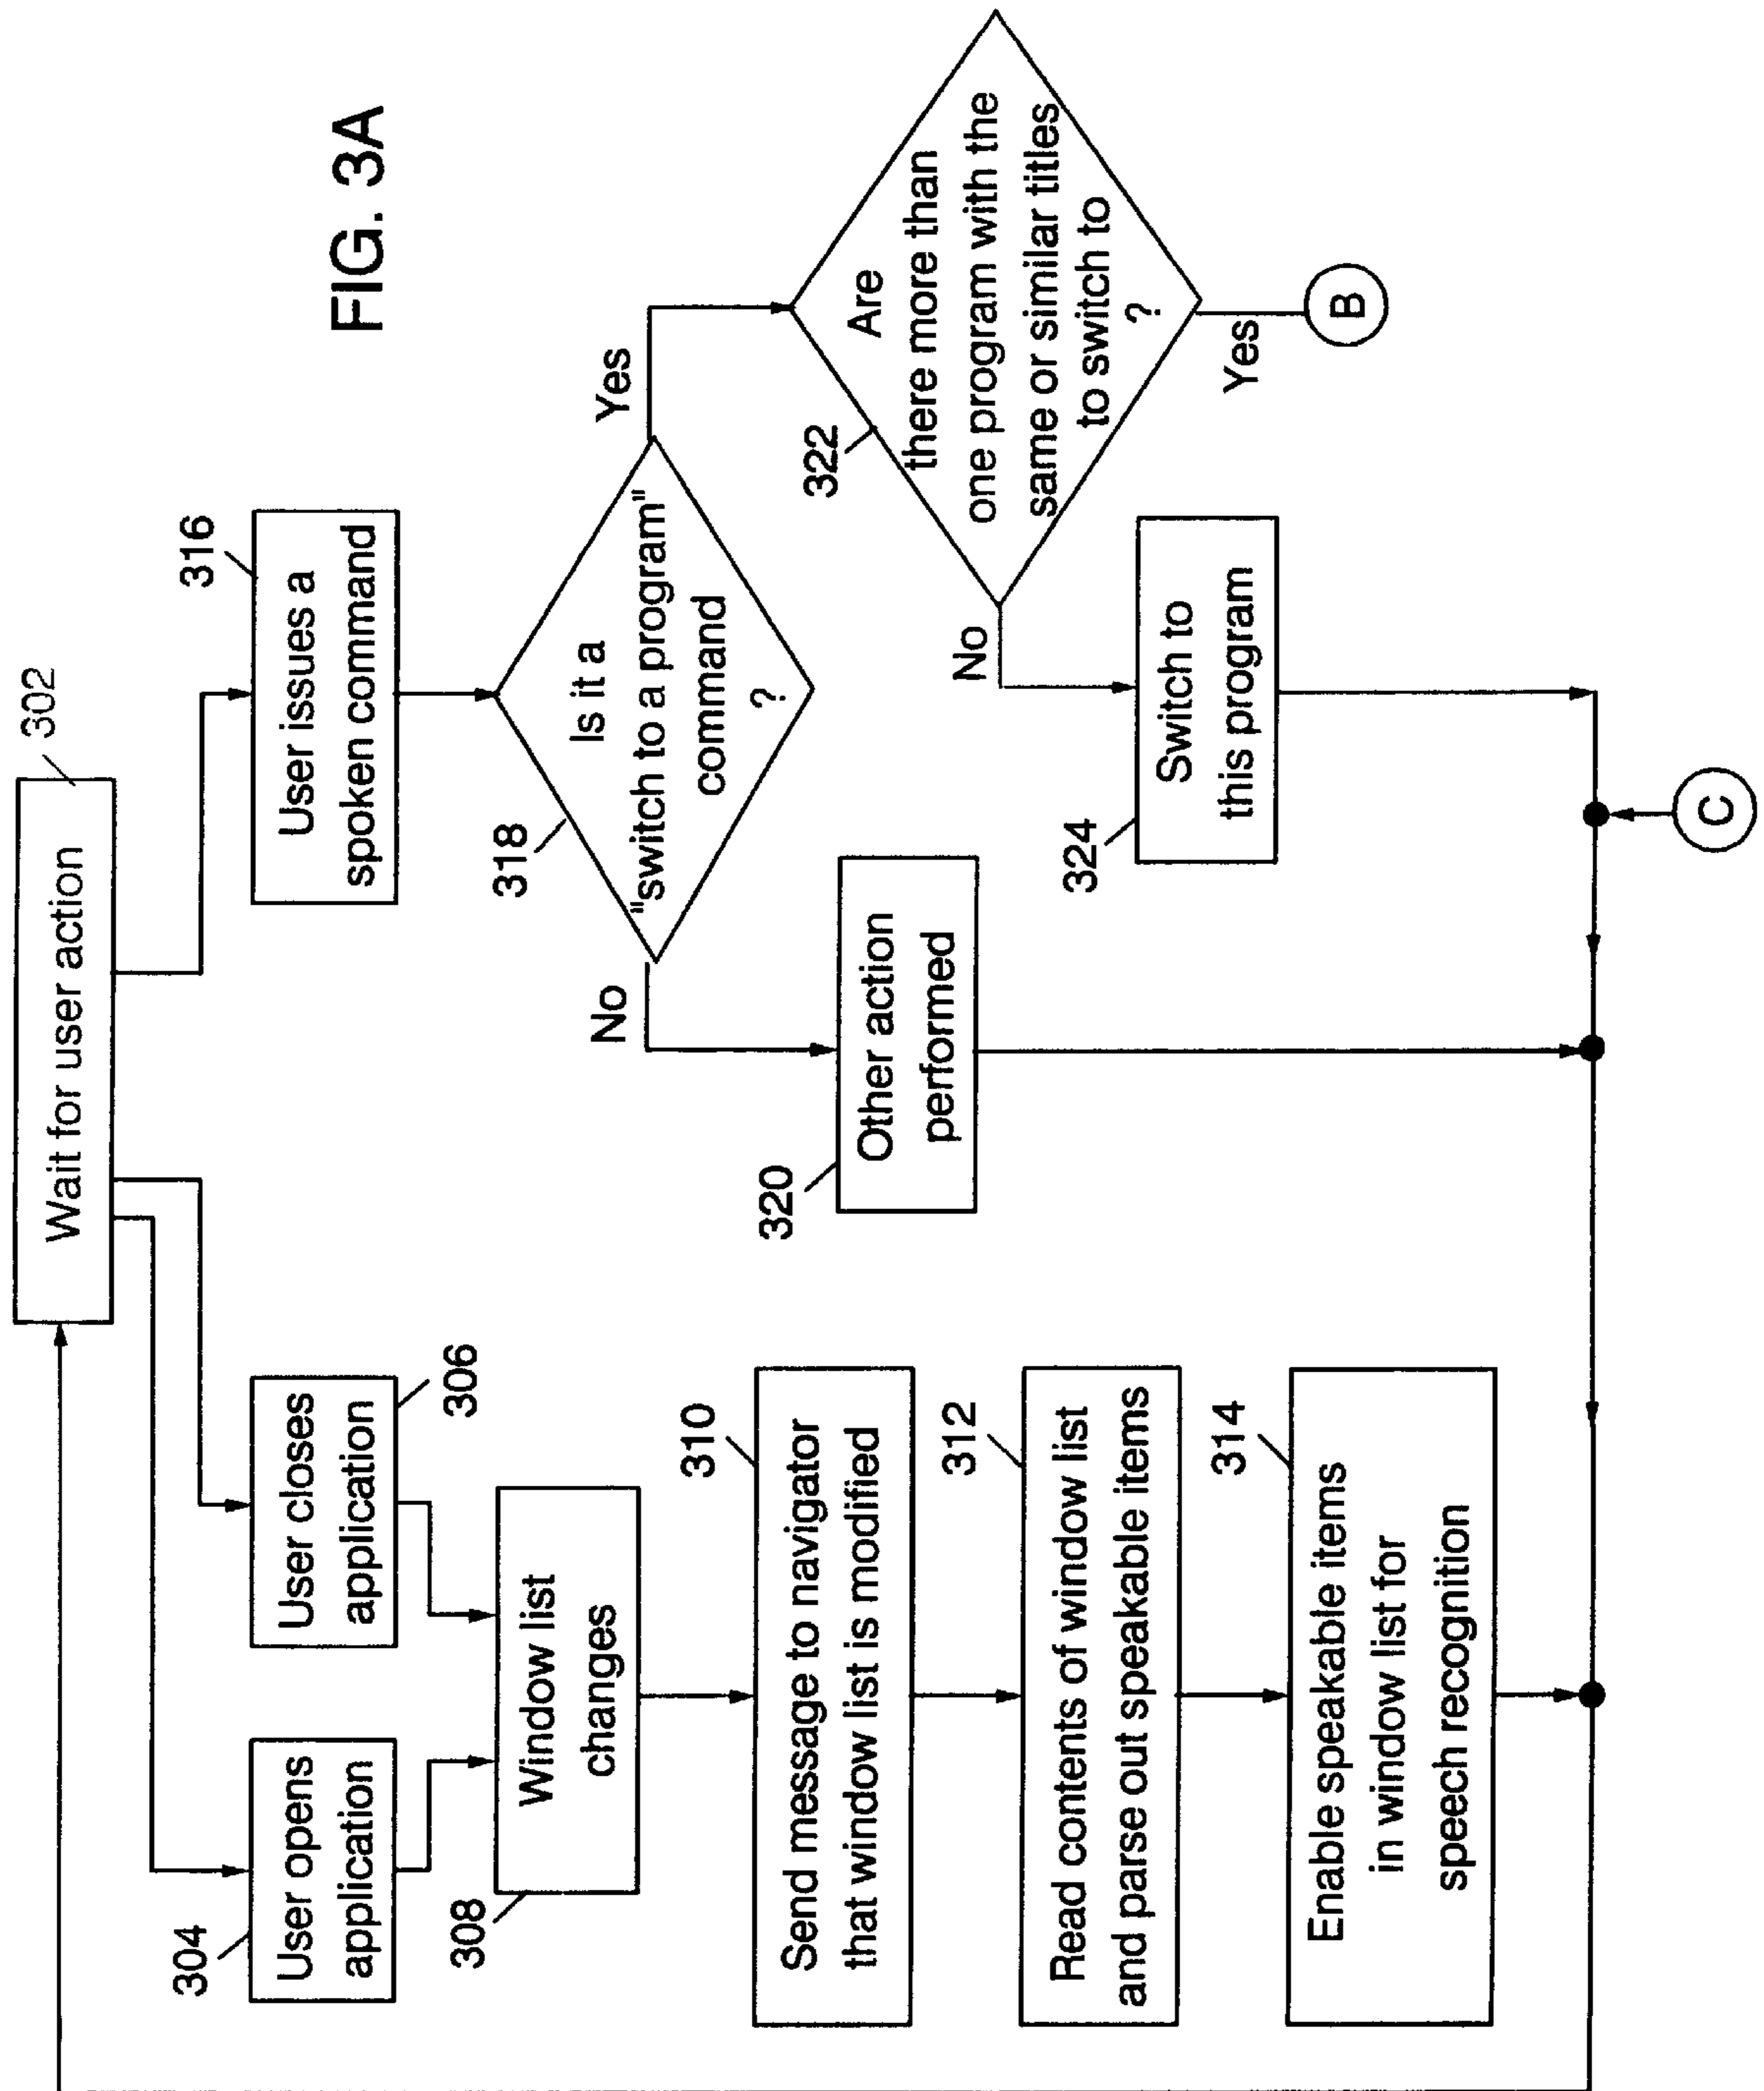 FIG. 3A
302
Wait for user action
304
User opens
application
User closes
application
306
316
User issues a
spoken command
308
Window list
changes
318
Is it a
"switch to a program"
command
?
Yes
No
310
Send message to navigator
that window list is modified
320
Other action
performed
322
Are
there more than
one program with the
same or similar titles
to switch to
?
No
Yes
B
312
Read contents of window list
and parse out speakable items
324
Switch to
this program
314
Enable speakable items
in window list for
speech recognition
C